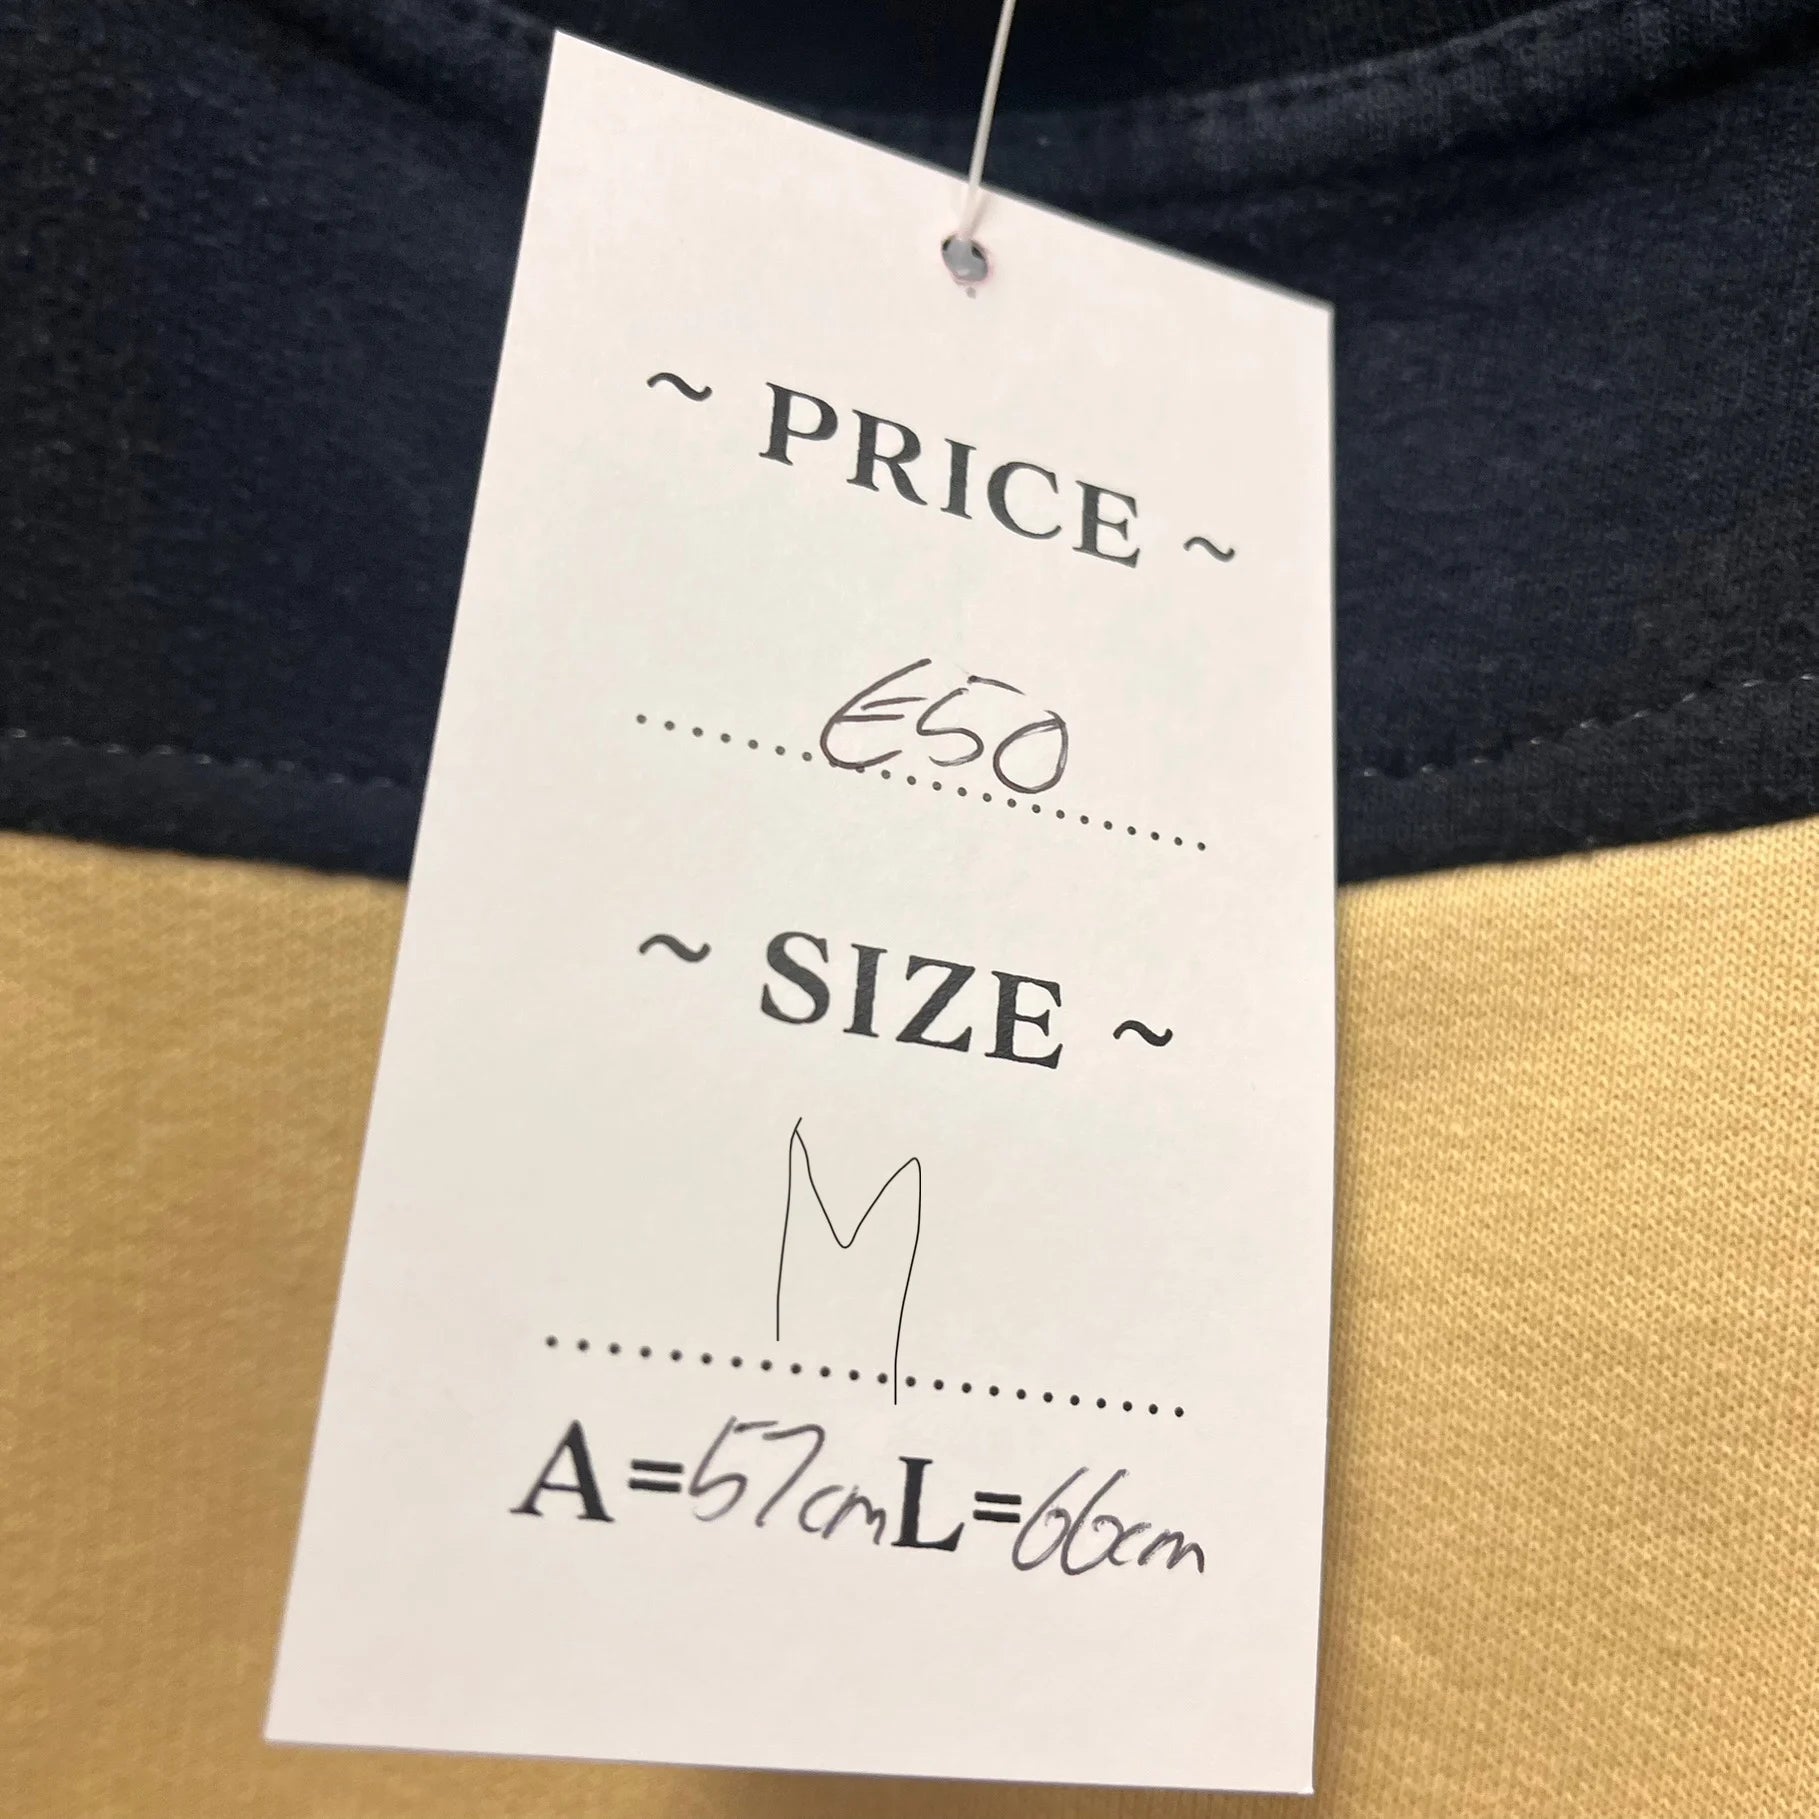 ~ PRICE ~
€50
~ SIZE ~
M
A=57cm L=66cm